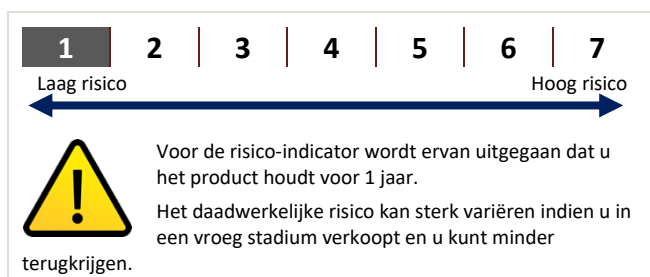 1 2 3 4 5 6 7
Laag risico Hoog risico
Voor de risico-indicator wordt ervan uitgegaan dat u
het product houdt voor 1 jaar.
Het daadwerkelijke risico kan sterk variëren indien u in
een vroeg stadium verkoopt en u kunt minder
terugkrijgen.